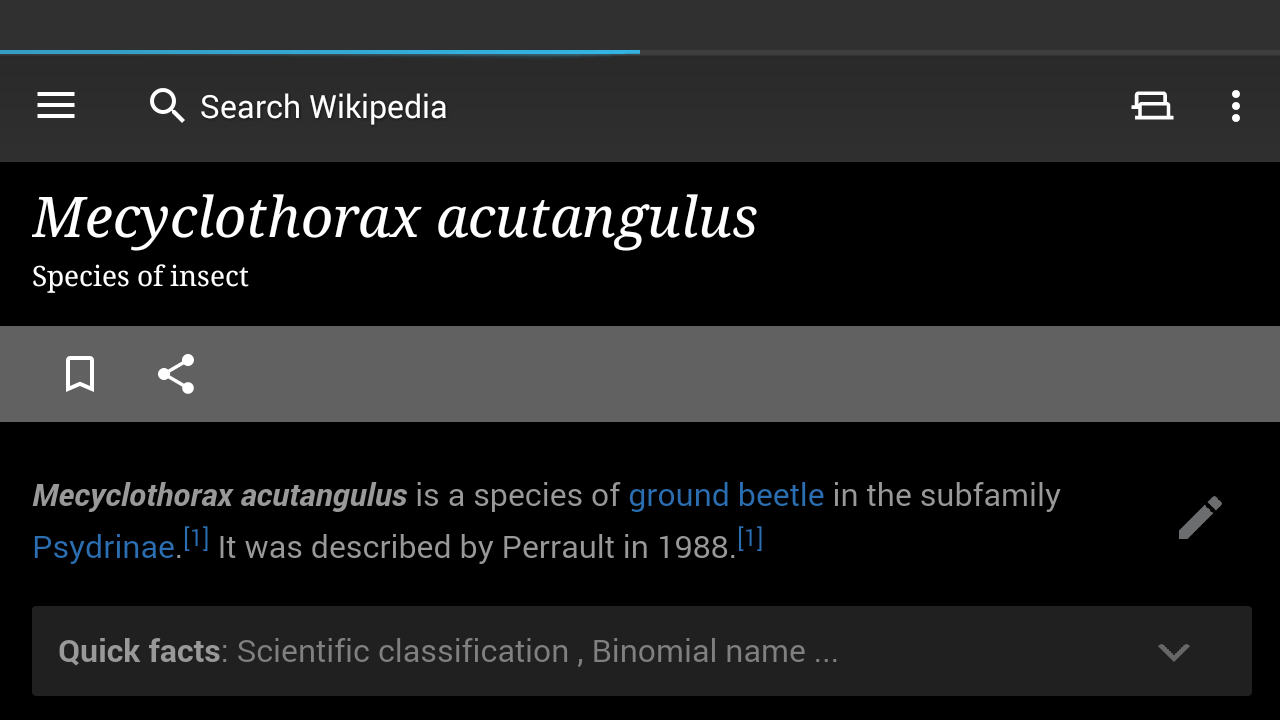 Search Wikipedia
Mecyclothorax acutangulus
Species of insect
Mecyclothorax acutangulus is a species of ground beetle in the subfamily
Psydrinae.[1] It was described by Perrault in 1988.[1]
Quick facts: Scientific classification , Binomial name ...